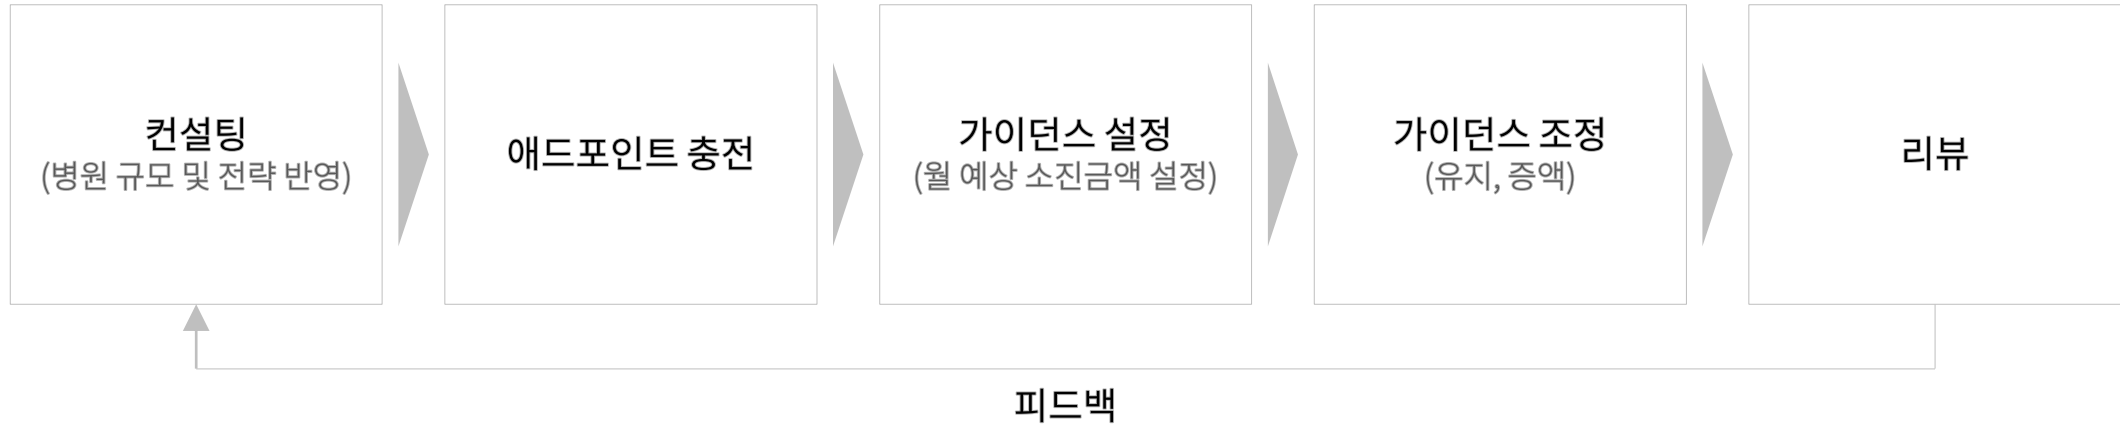 컨설팅
(병원 규모 및 전략 반영)
애드포인트 충전
가이던스 설정
(월 예상 소진금액 설정)
가이던스 조정
(유지, 증액)
리뷰
피드백